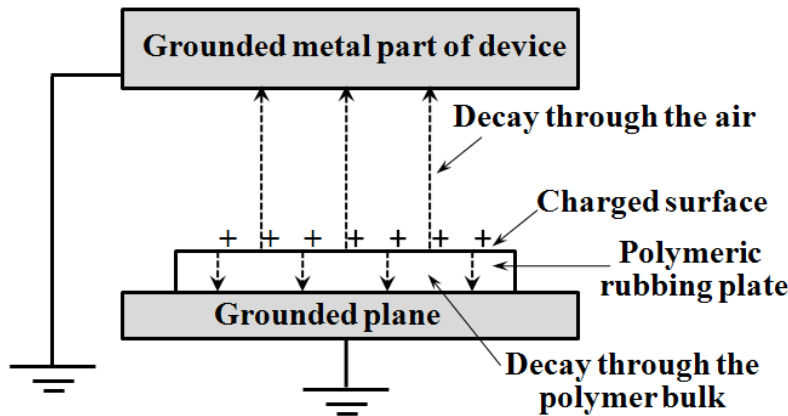 Grounded metal part of device
Decay through the air
+ + + + + + +
Charged surface
Polymeric
rubbing plate
Grounded plane
Decay through the
polymer bulk